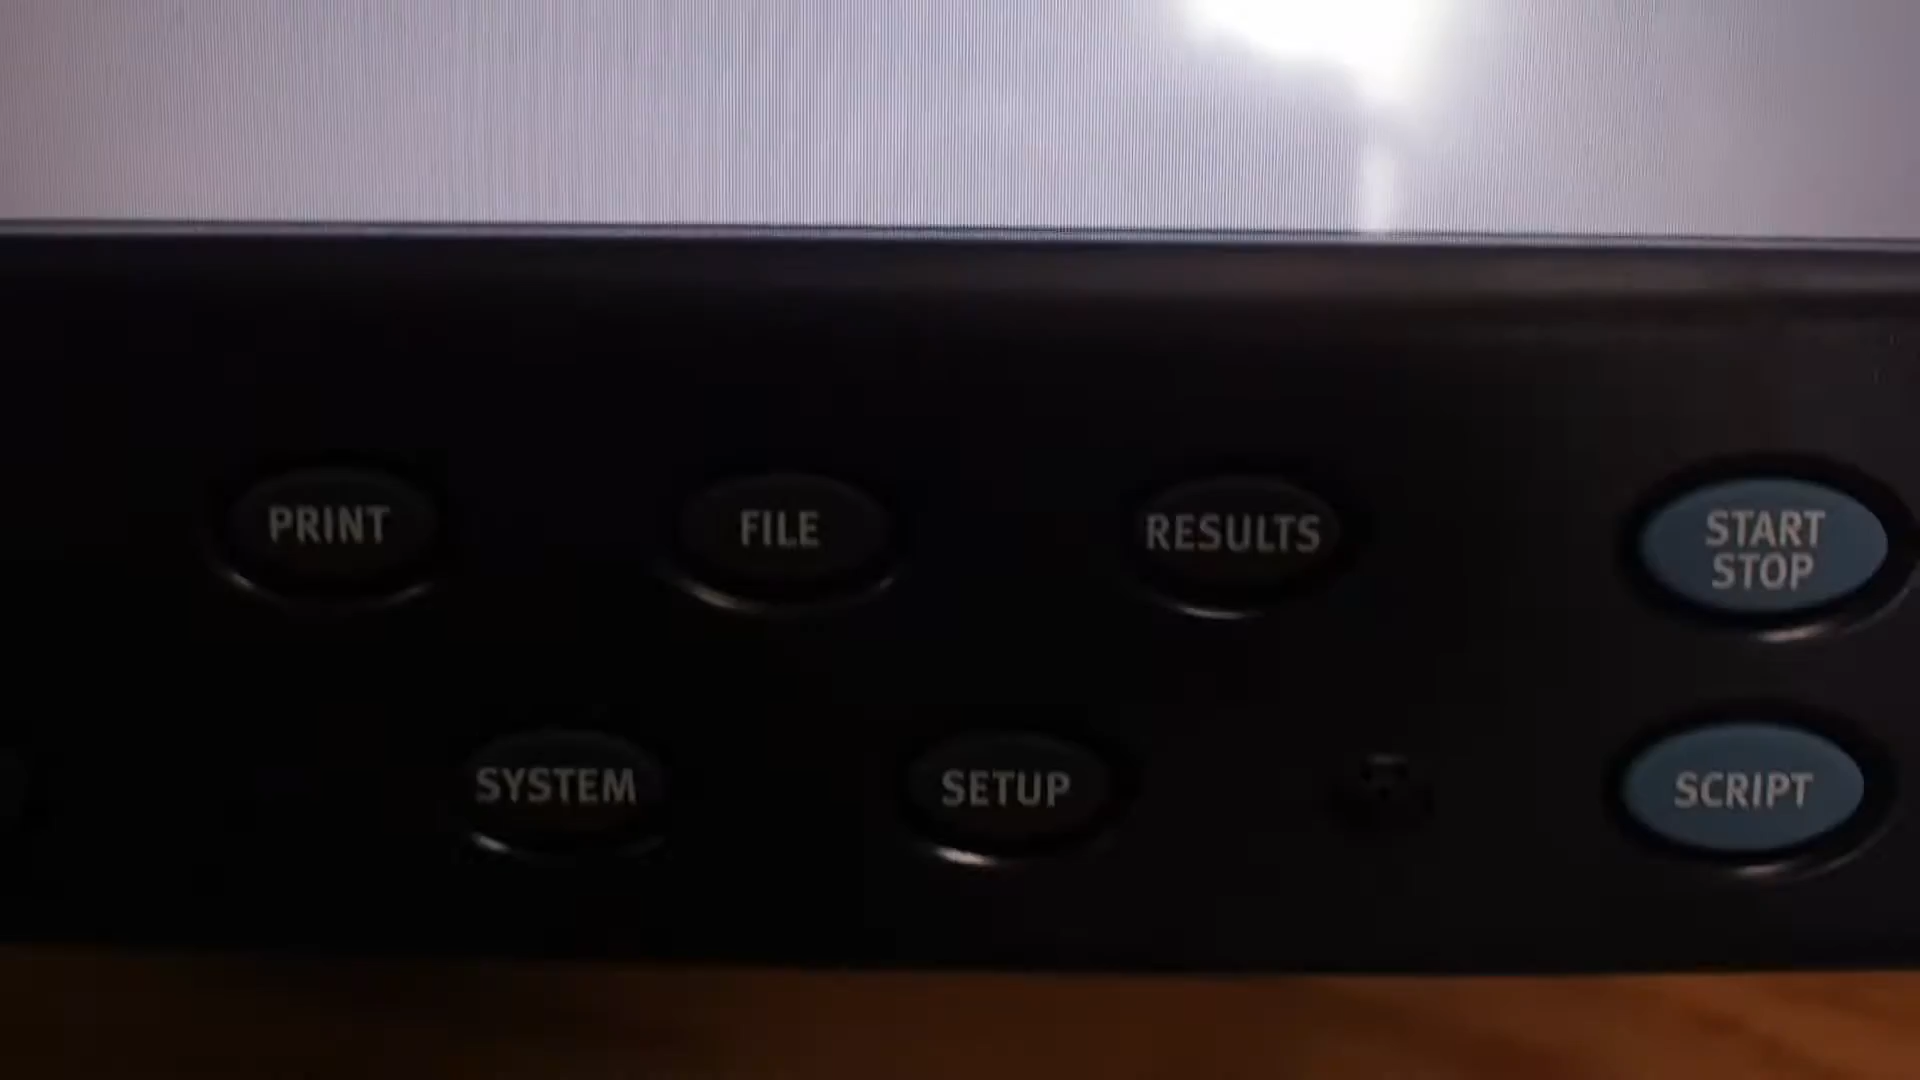 PRINT
FILE
RESULTS
START
STOP
SYSTEM
SETUP
SCRIPT